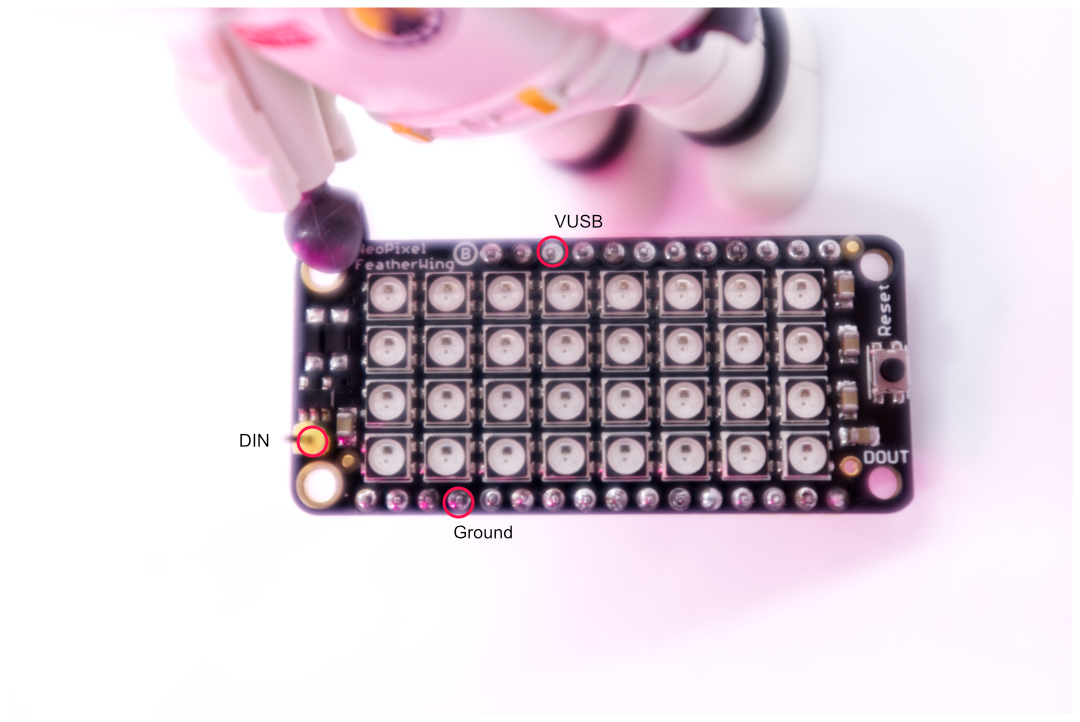 VUSB
NeoPixel
FeatherWing
B
Reset
DIN
DOUT
Ground